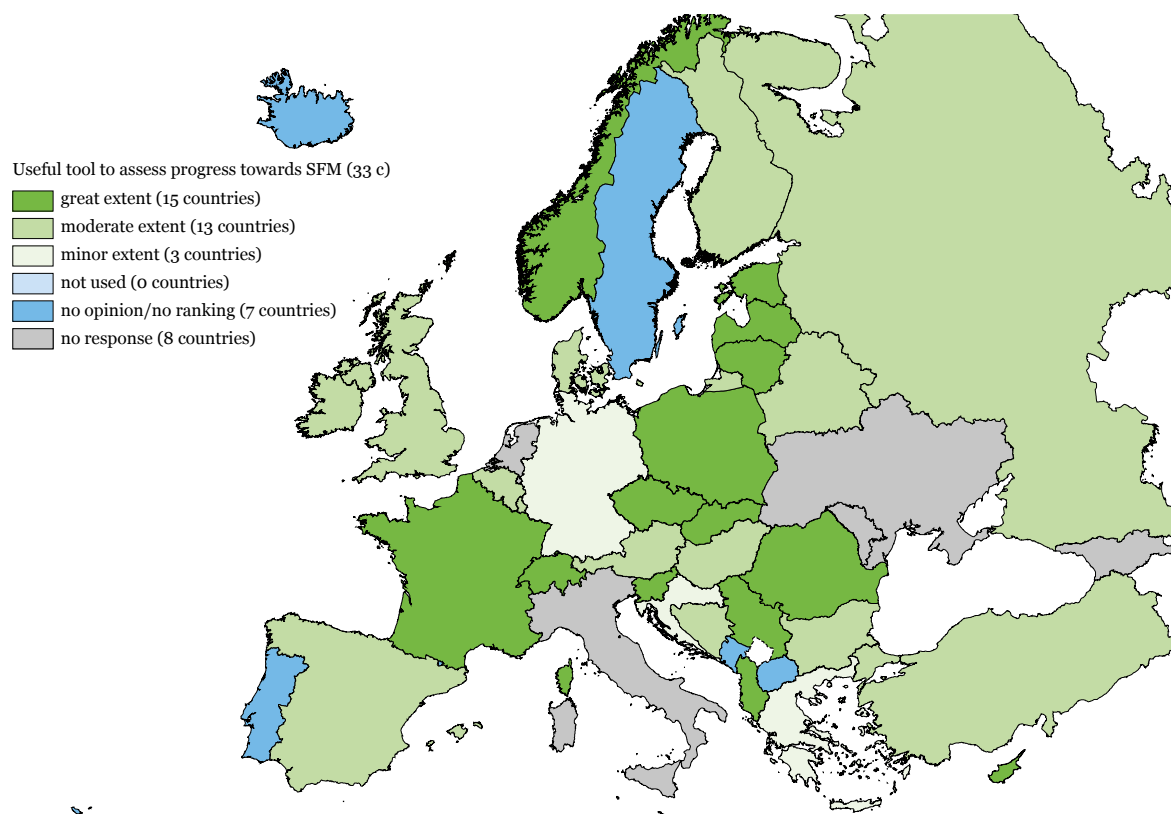 Useful tool to assess progress towards SFM (33 c)
great extent (15 countries)
moderate extent (13 countries)
minor extent (3 countries)
not used (0 countries)
no opinion/no ranking (7 countries)
no response (8 countries)